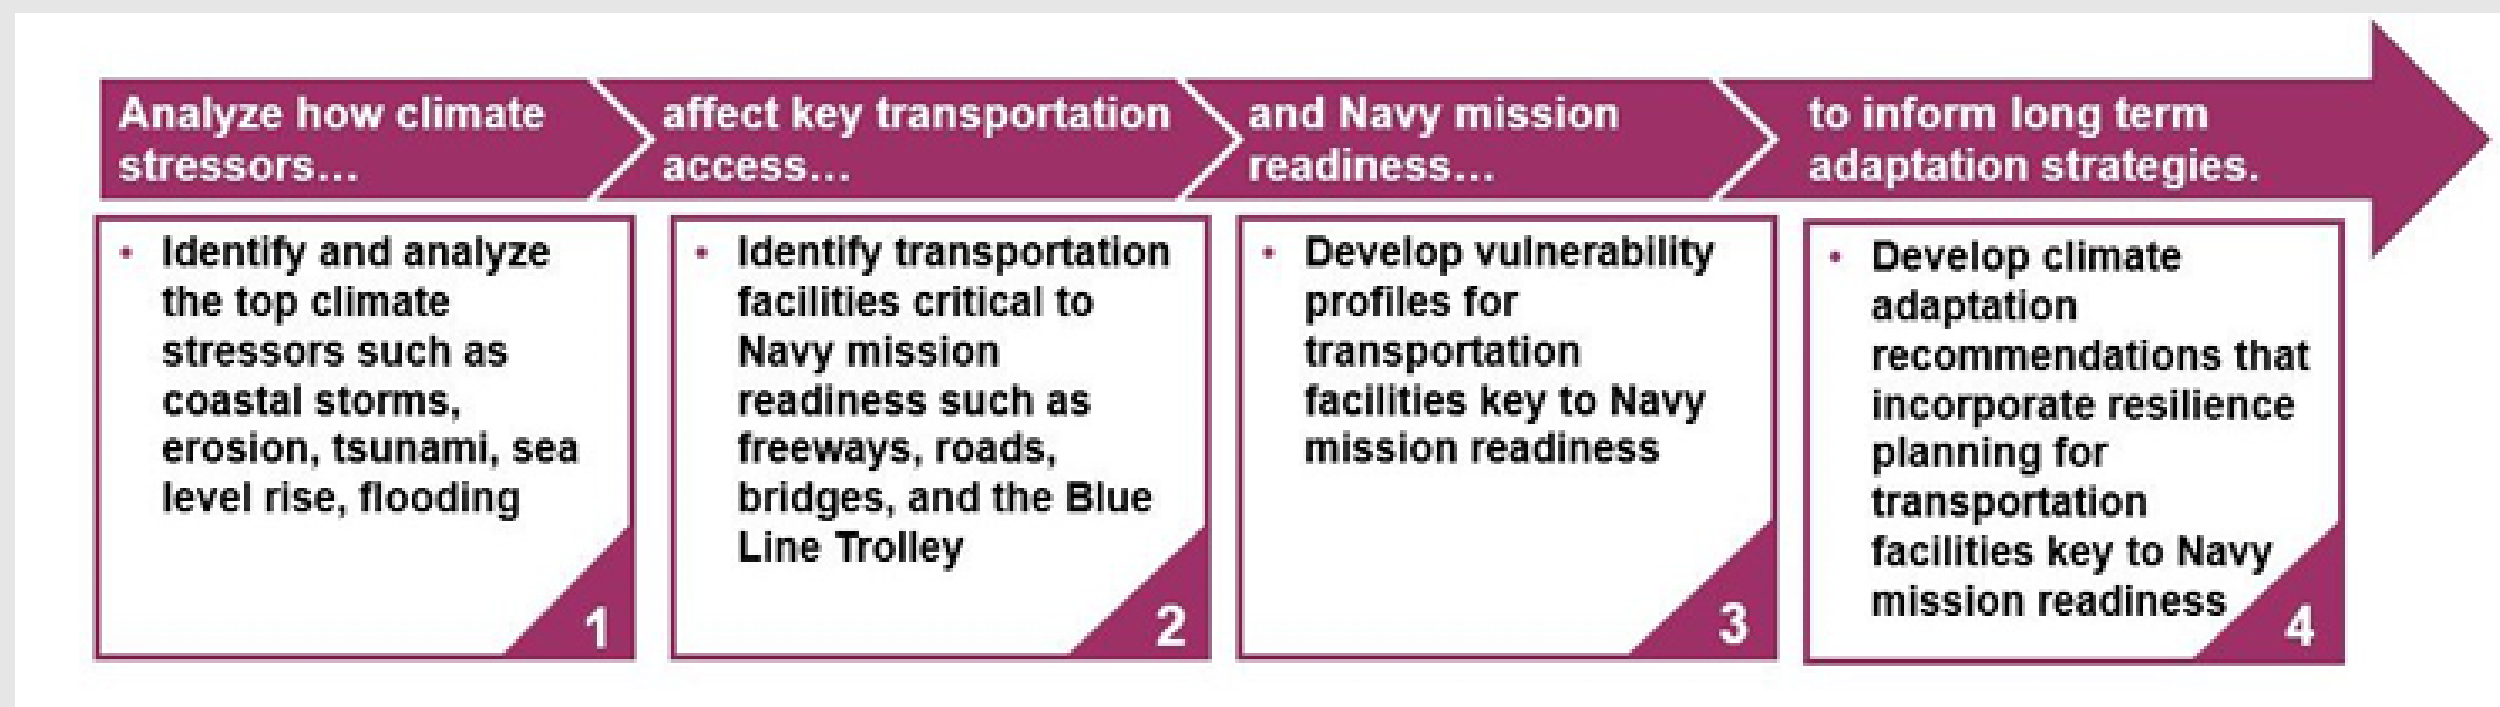 Analyze how climate
stressors...
affect key transportation
access...
and Navy mission
readiness...
to inform long term
adaptation strategies.
• Identify and analyze
the top climate
stressors such as
coastal storms,
erosion, tsunami, sea
level rise, flooding
1
• Identify transportation
facilities critical to
Navy mission
readiness such as
freeways, roads,
bridges, and the Blue
Line Trolley
2
• Develop vulnerability
profiles for
transportation
facilities key to Navy
mission readiness
3
• Develop climate
adaptation
recommendations that
incorporate resilience
planning for
transportation
facilities key to Navy
mission readiness
4